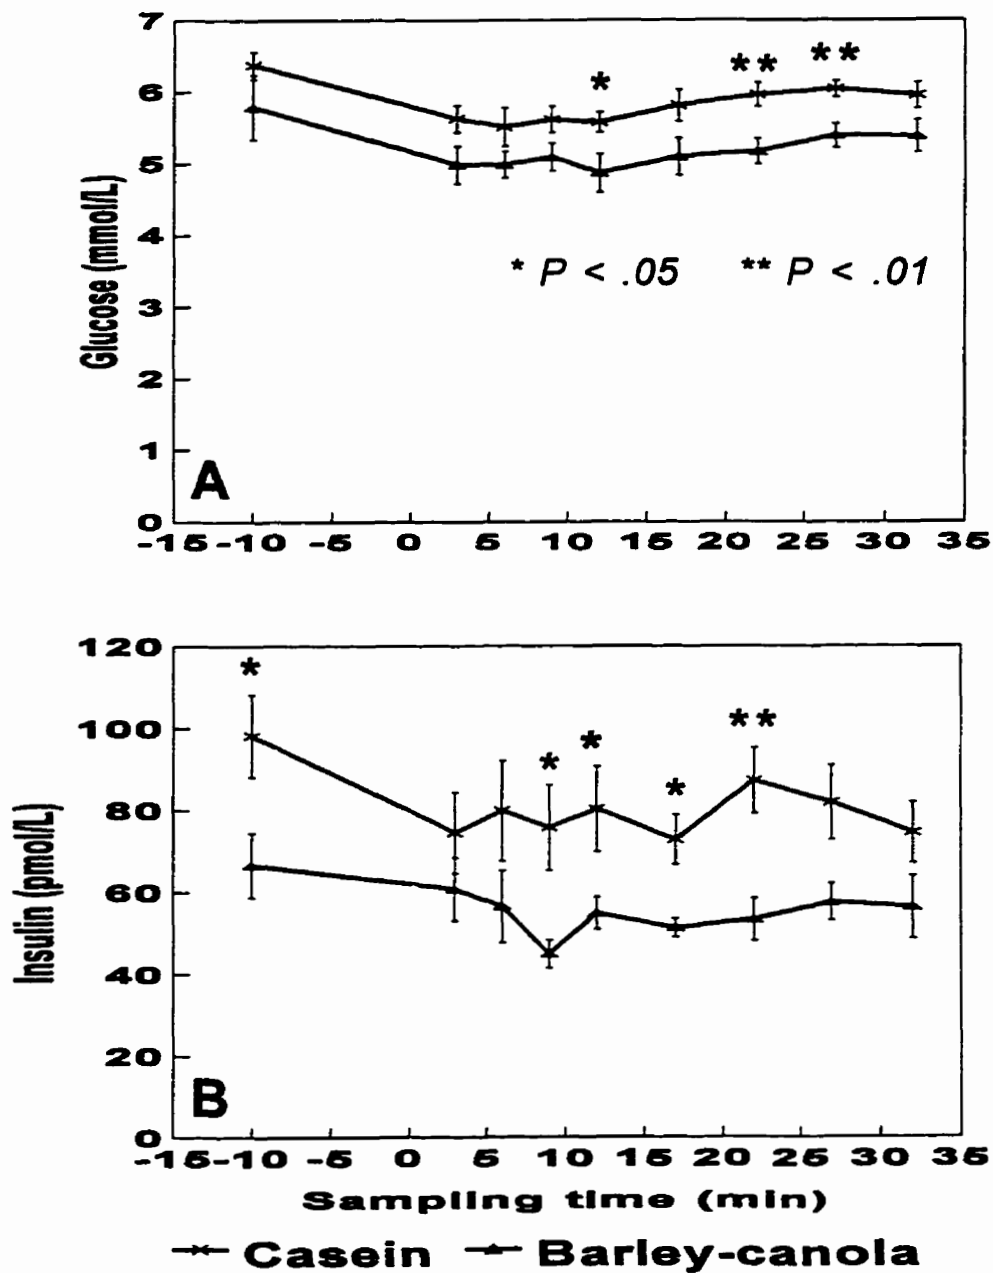 7
**
**
6
*
5
4
* P < .05 ** P < .01
3
2
1
A
0
-15 -10 -5 0 5 10 15 20 25 30 35
Glucose (mmol/L)
120
*
**
100
*
*
*
80
60
40
20
B
0
-15 -10 -5 0 5 10 15 20 25 30 35
Insulin (pmol/L)
Sampling time (min)
Casein Barley-canola